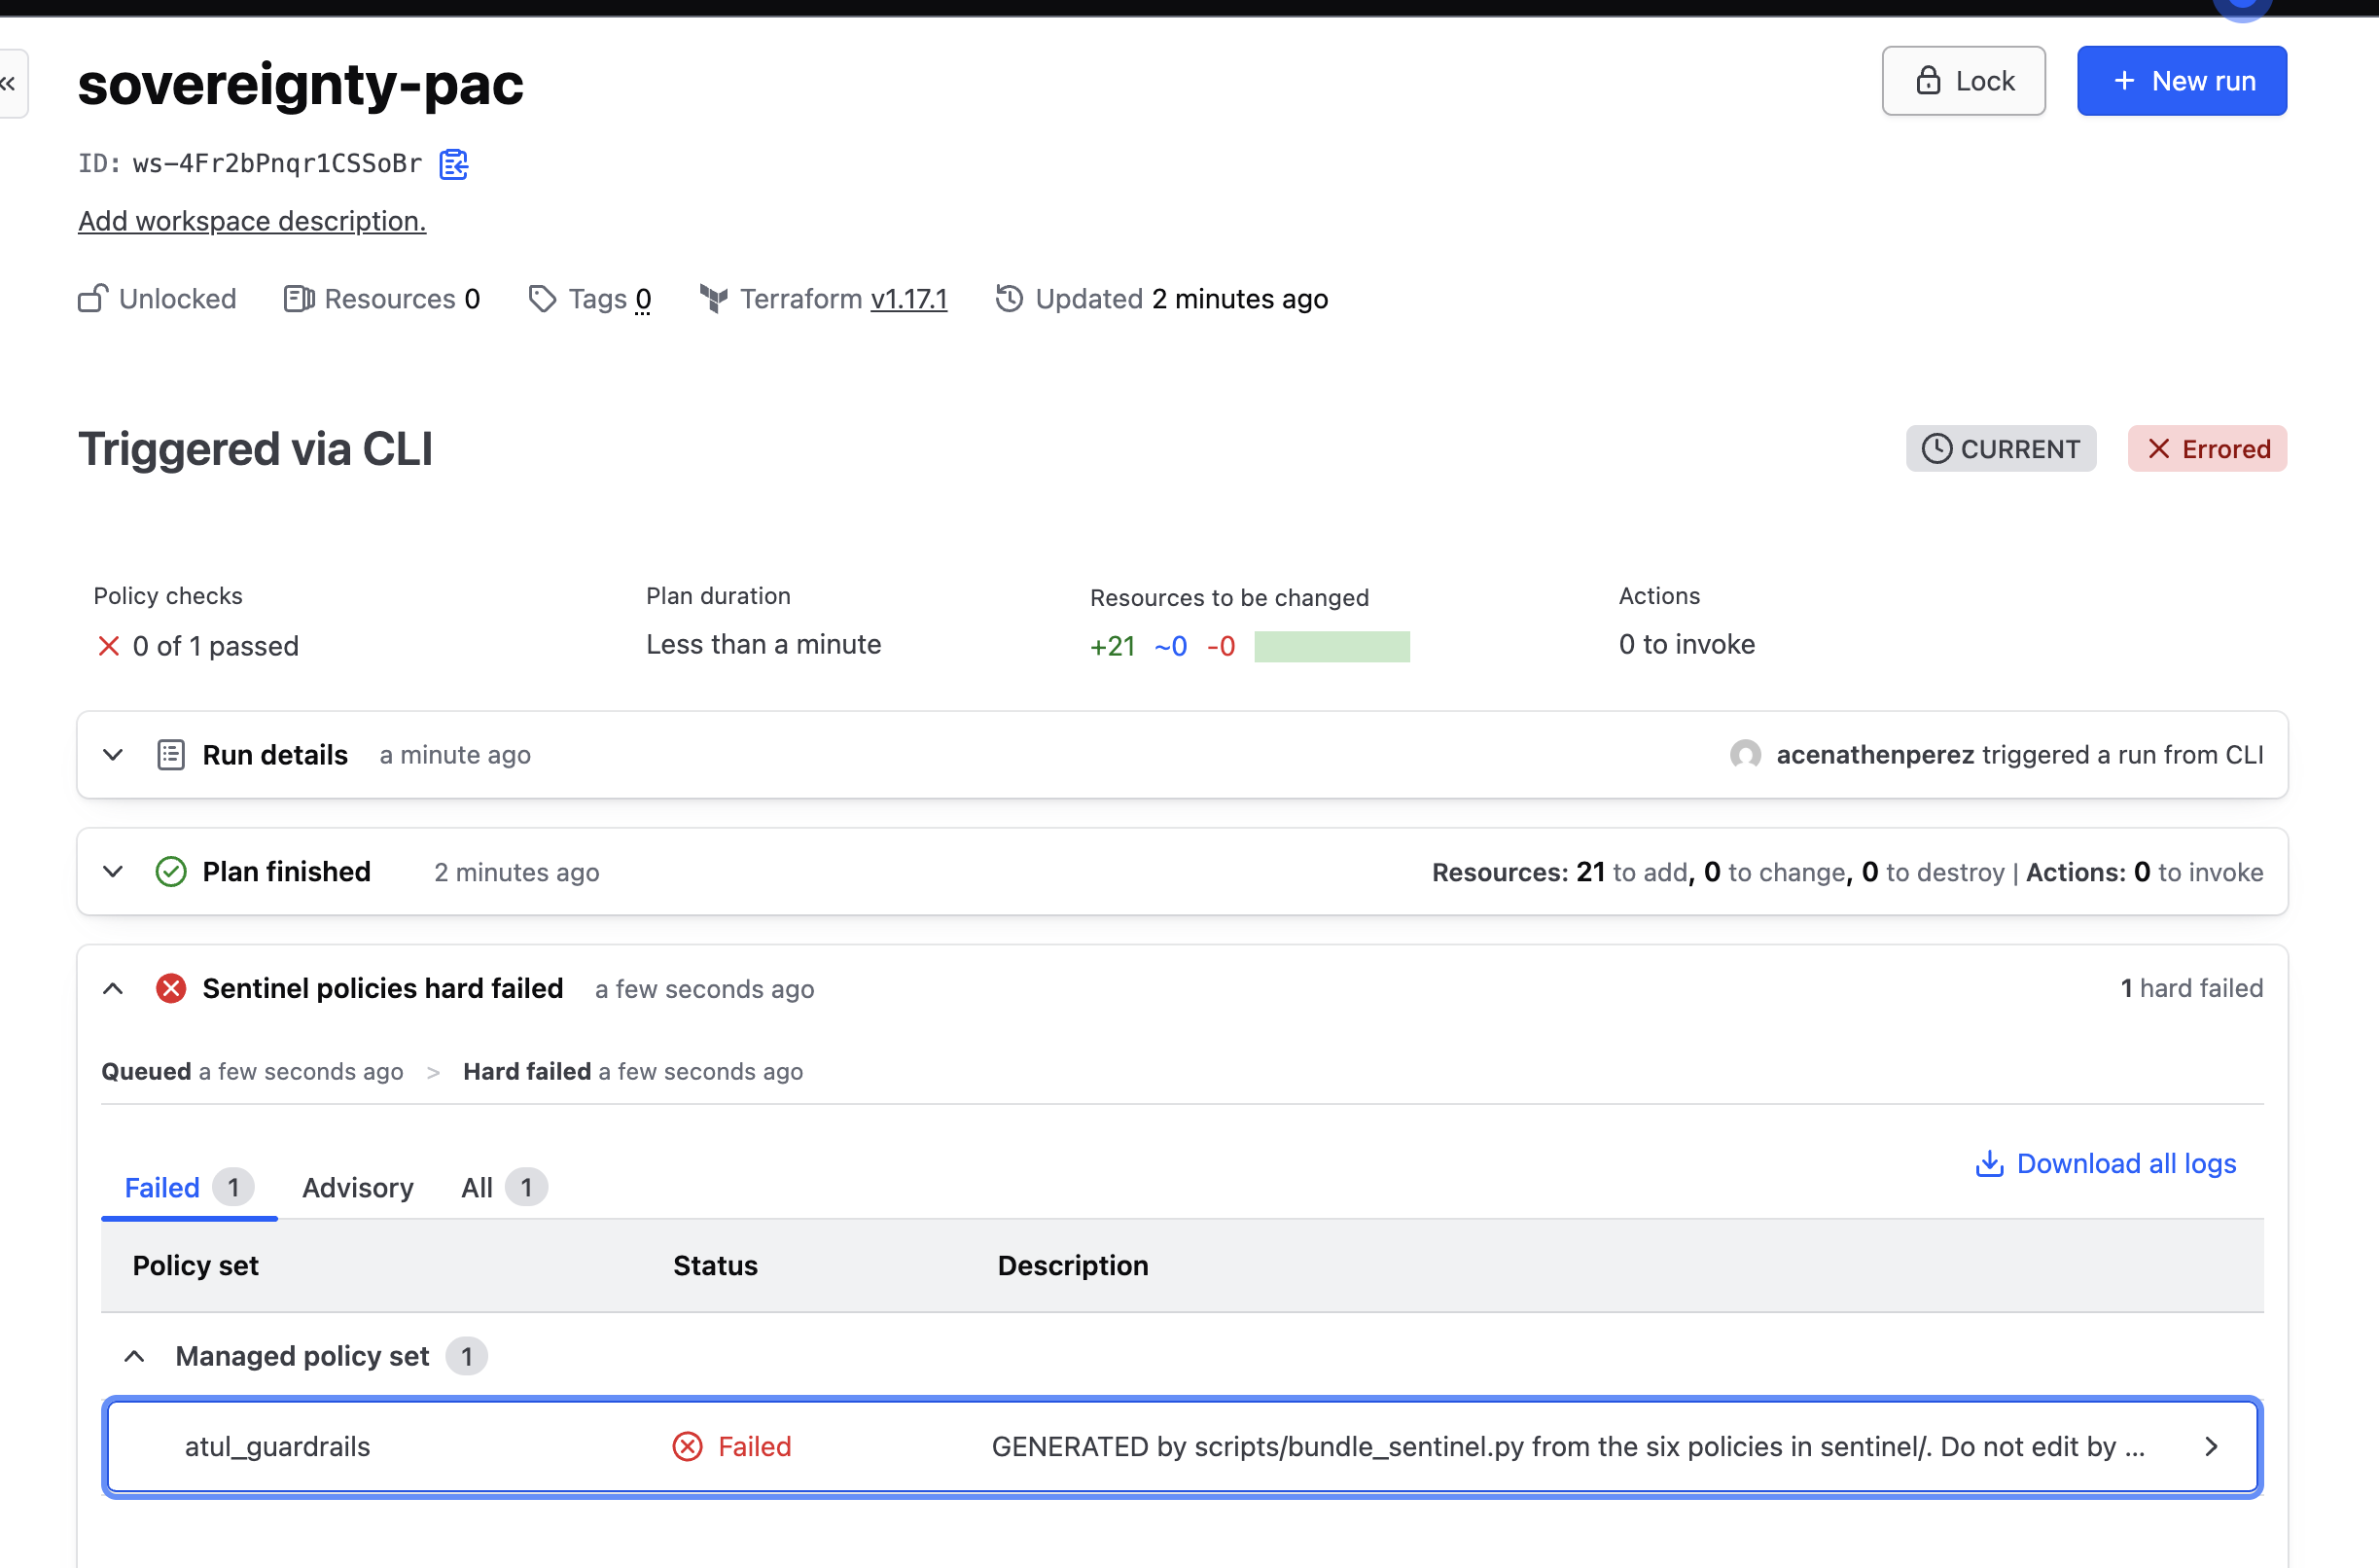 sovereignty-pac
Lock
+ New run
ID: ws-4Fr2bPnqr1CSSoBr
Add workspace description.
Unlocked Resources 0 Tags 0 Terraform v1.17.1 Updated 2 minutes ago
Triggered via CLI
CURRENT
Errored
Policy checks Plan duration Resources to be changed Actions
0 of 1 passed Less than a minute +21 ~0 -0 0 to invoke
Run details a minute ago acenathenperez triggered a run from CLI
Plan finished 2 minutes ago Resources: 21 to add, 0 to change, 0 to destroy | Actions: 0 to invoke
Sentinel policies hard failed a few seconds ago 1 hard failed
Queued a few seconds ago > Hard failed a few seconds ago
Download all logs
Failed 1 Advisory All 1
Policy set Status Description
Managed policy set 1
atul_guardrails Failed GENERATED by scripts/bundle_sentinel.py from the six policies in sentinel/. Do not edit by ...